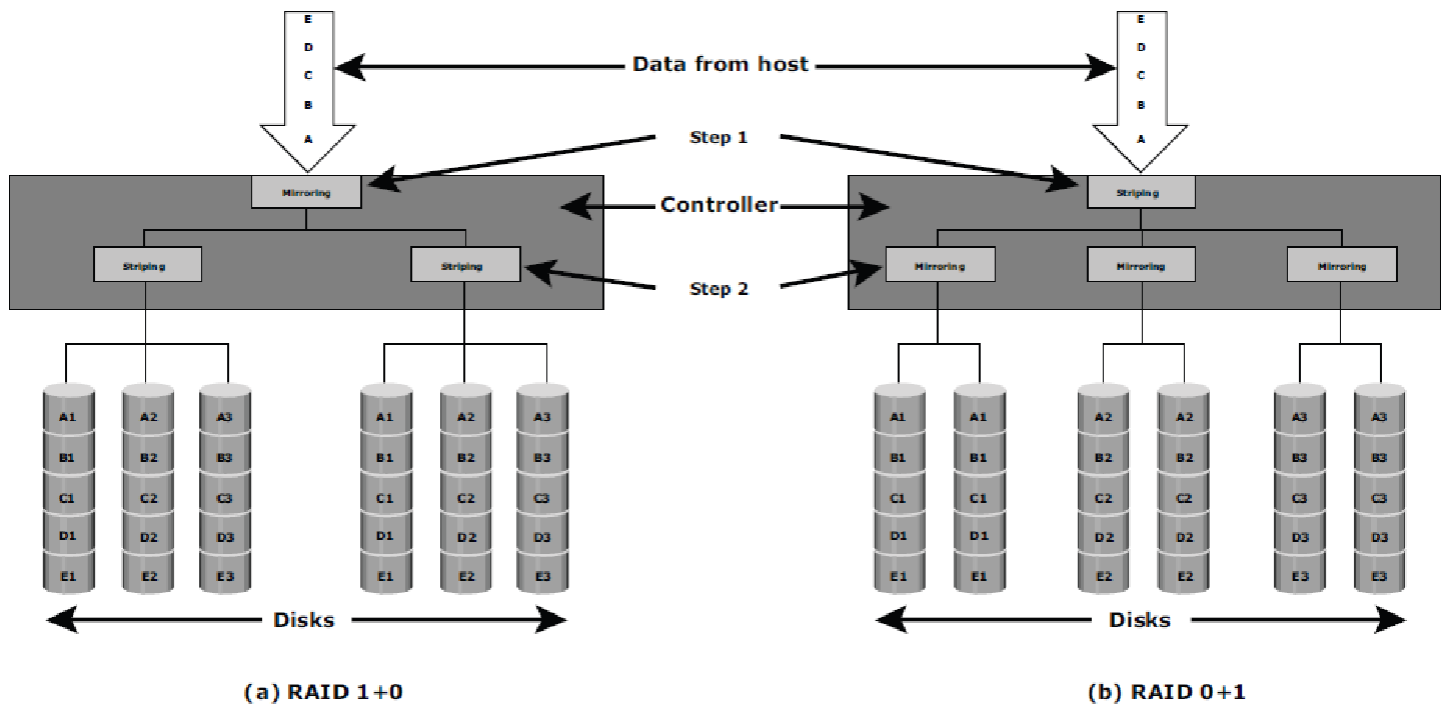 E E
D D
C Data from host C
B B
A Step 1 A
Mirroring Striping
Controller
Striping Striping Mirroring Mirroring Mirroring
Step 2
A1 A2 A3 A1 A2 A3 A1 A1 A2 A2 A3 A3
B1 B2 B3 B1 B2 B3 B1 B1 B2 B2 B3 B3
C1 C2 C3 C1 C2 C3 C1 C1 C2 C2 C3 C3
D1 D2 D3 D1 D2 D3 D1 D1 D2 D2 D3 D3
E1 E2 E3 E1 E2 E3 E1 E1 E2 E2 E3 E3
Disks Disks
(a) RAID 1+0 (b) RAID 0+1